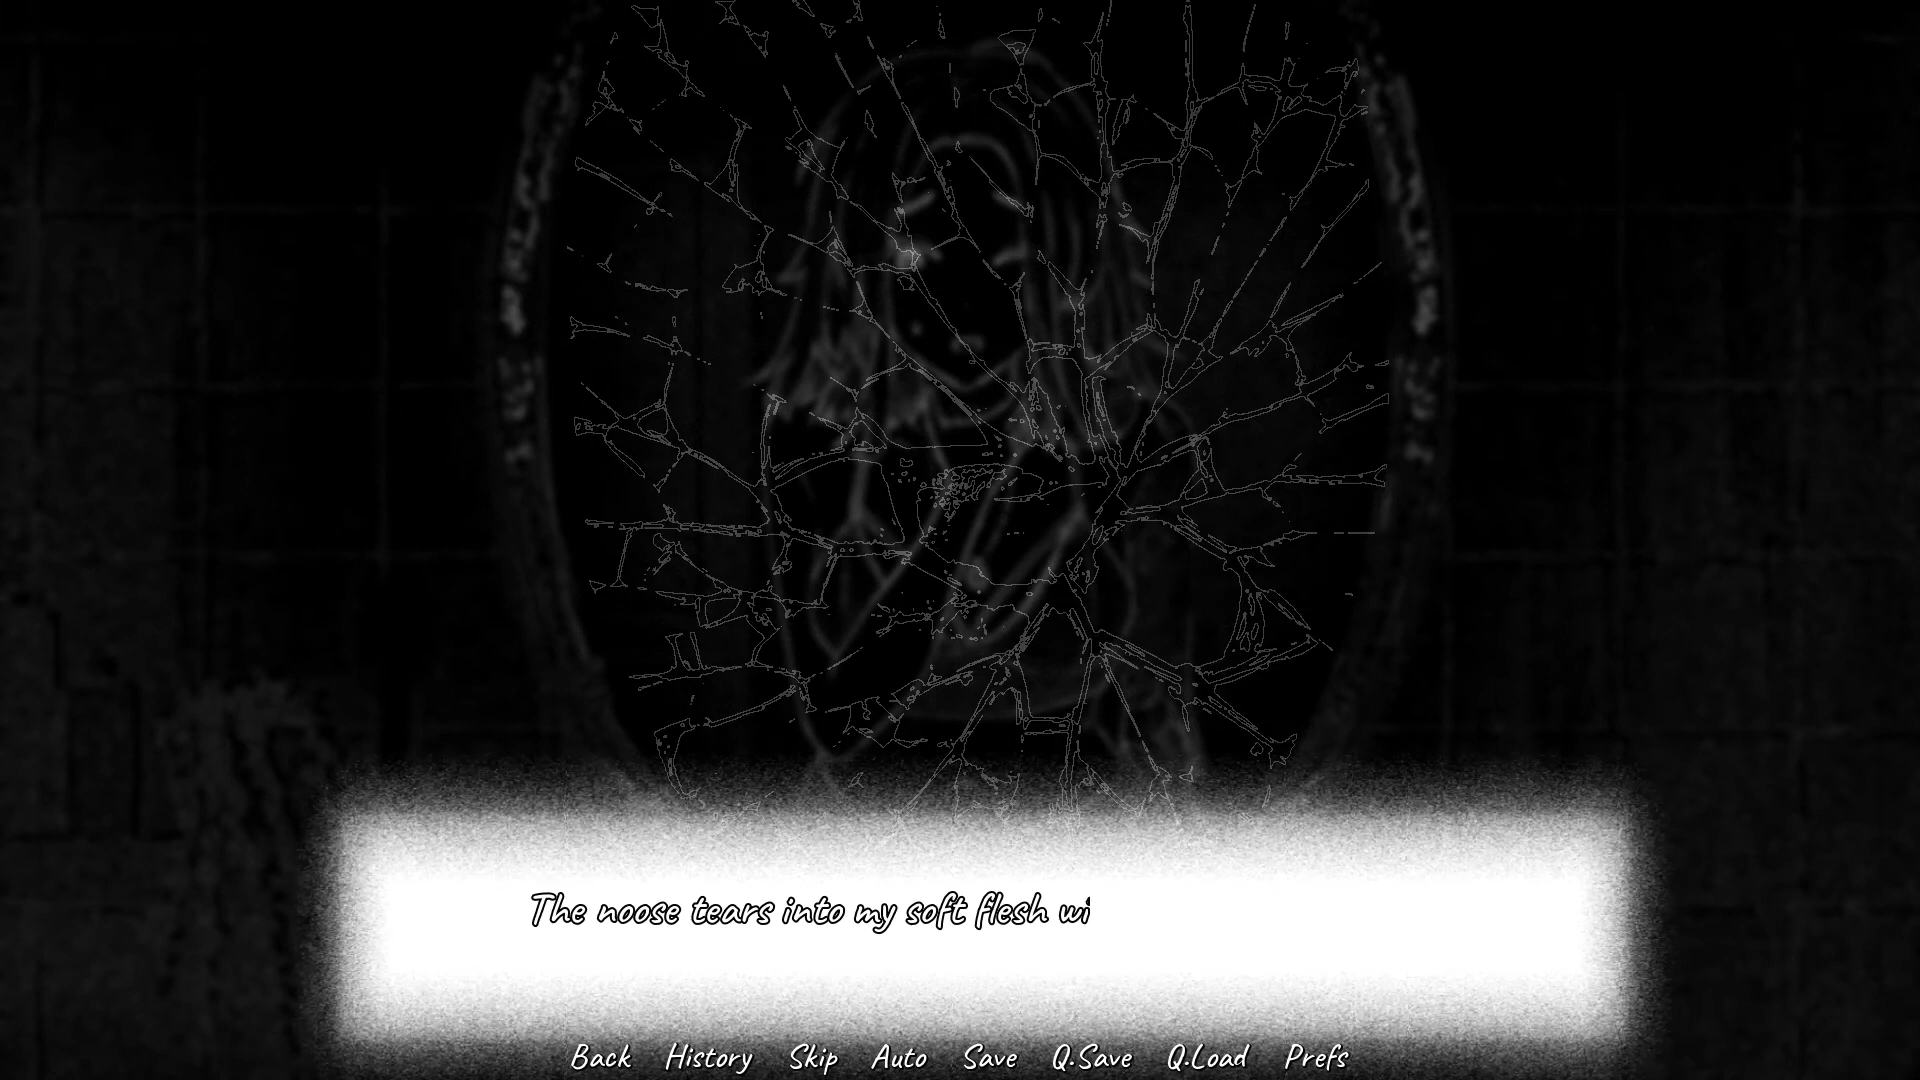 The noose tears into my soft flesh wi
Back History Skip Auto Save Q.Save Q.Load Prefs